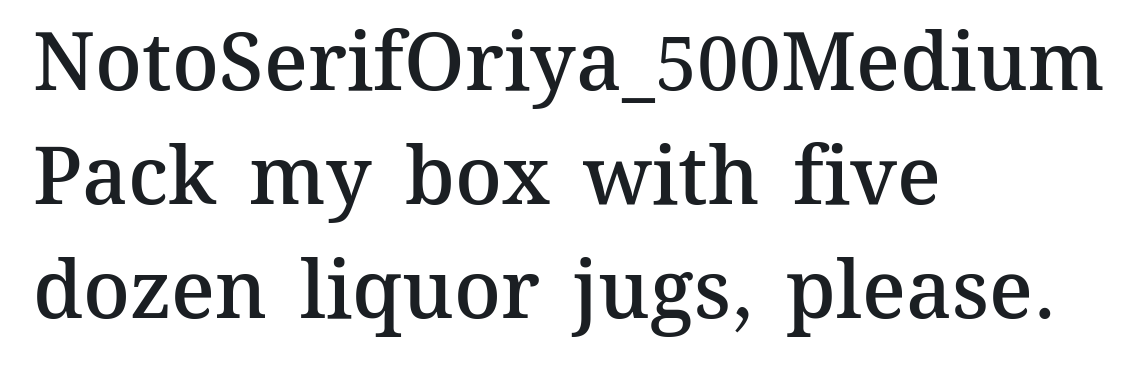 NotoSerifOriya_500Medium
Pack my box with five
dozen liquor jugs, please.